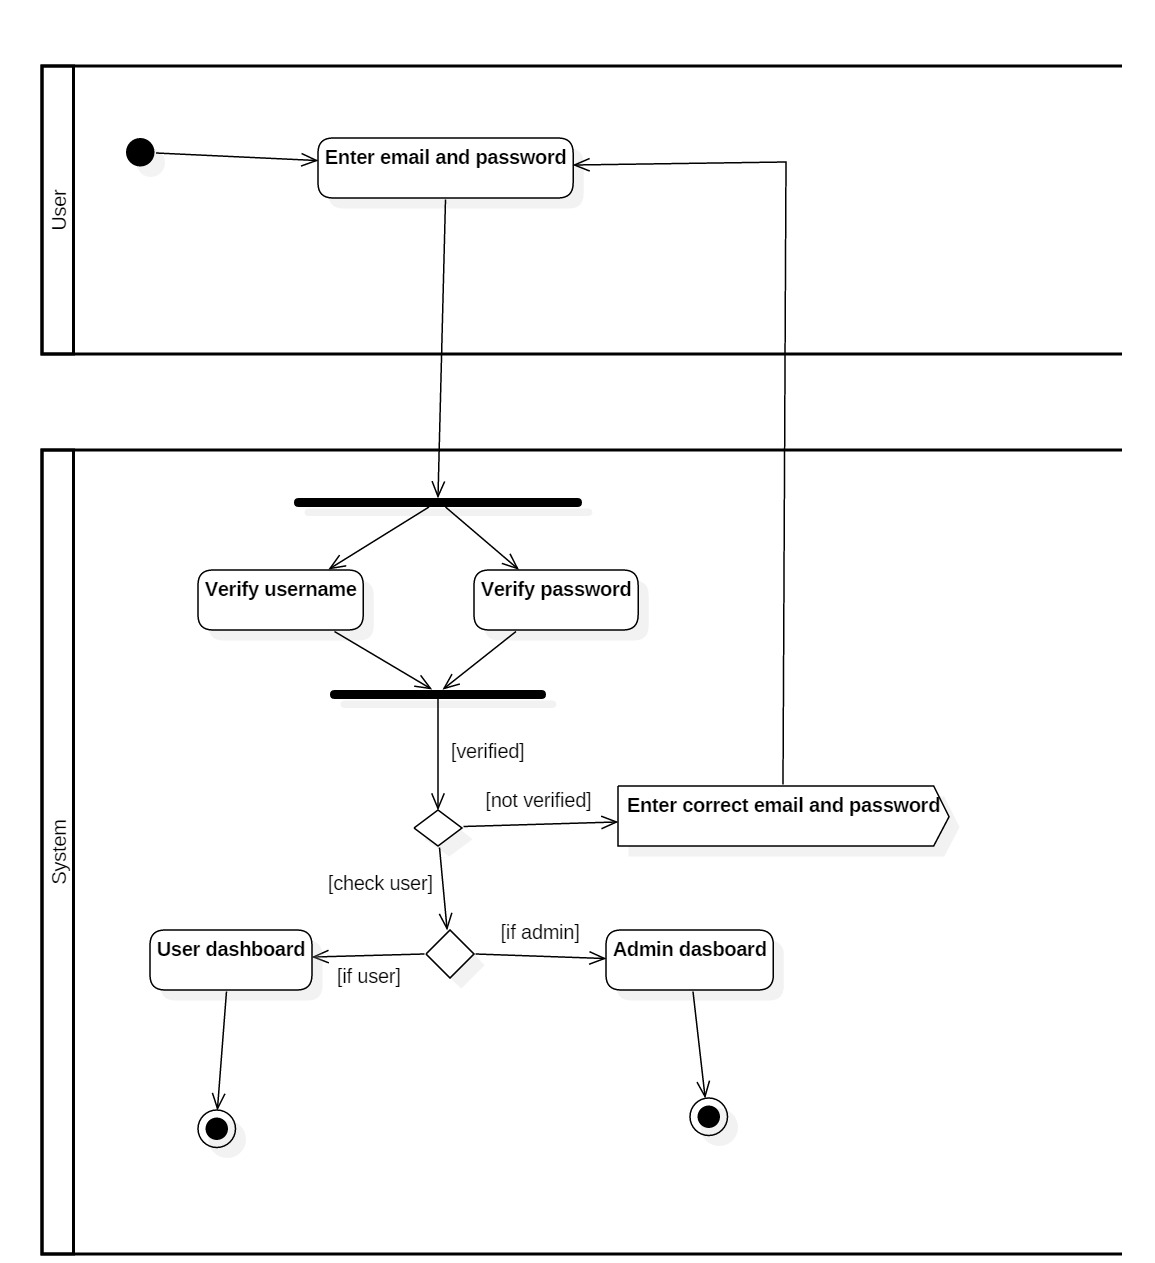 User
Enter email and password
System
Verify username
Verify password
[verified]
[not verified]
Enter correct email and password
[check user]
[if admin]
User dashboard
Admin dasboard
[if user]